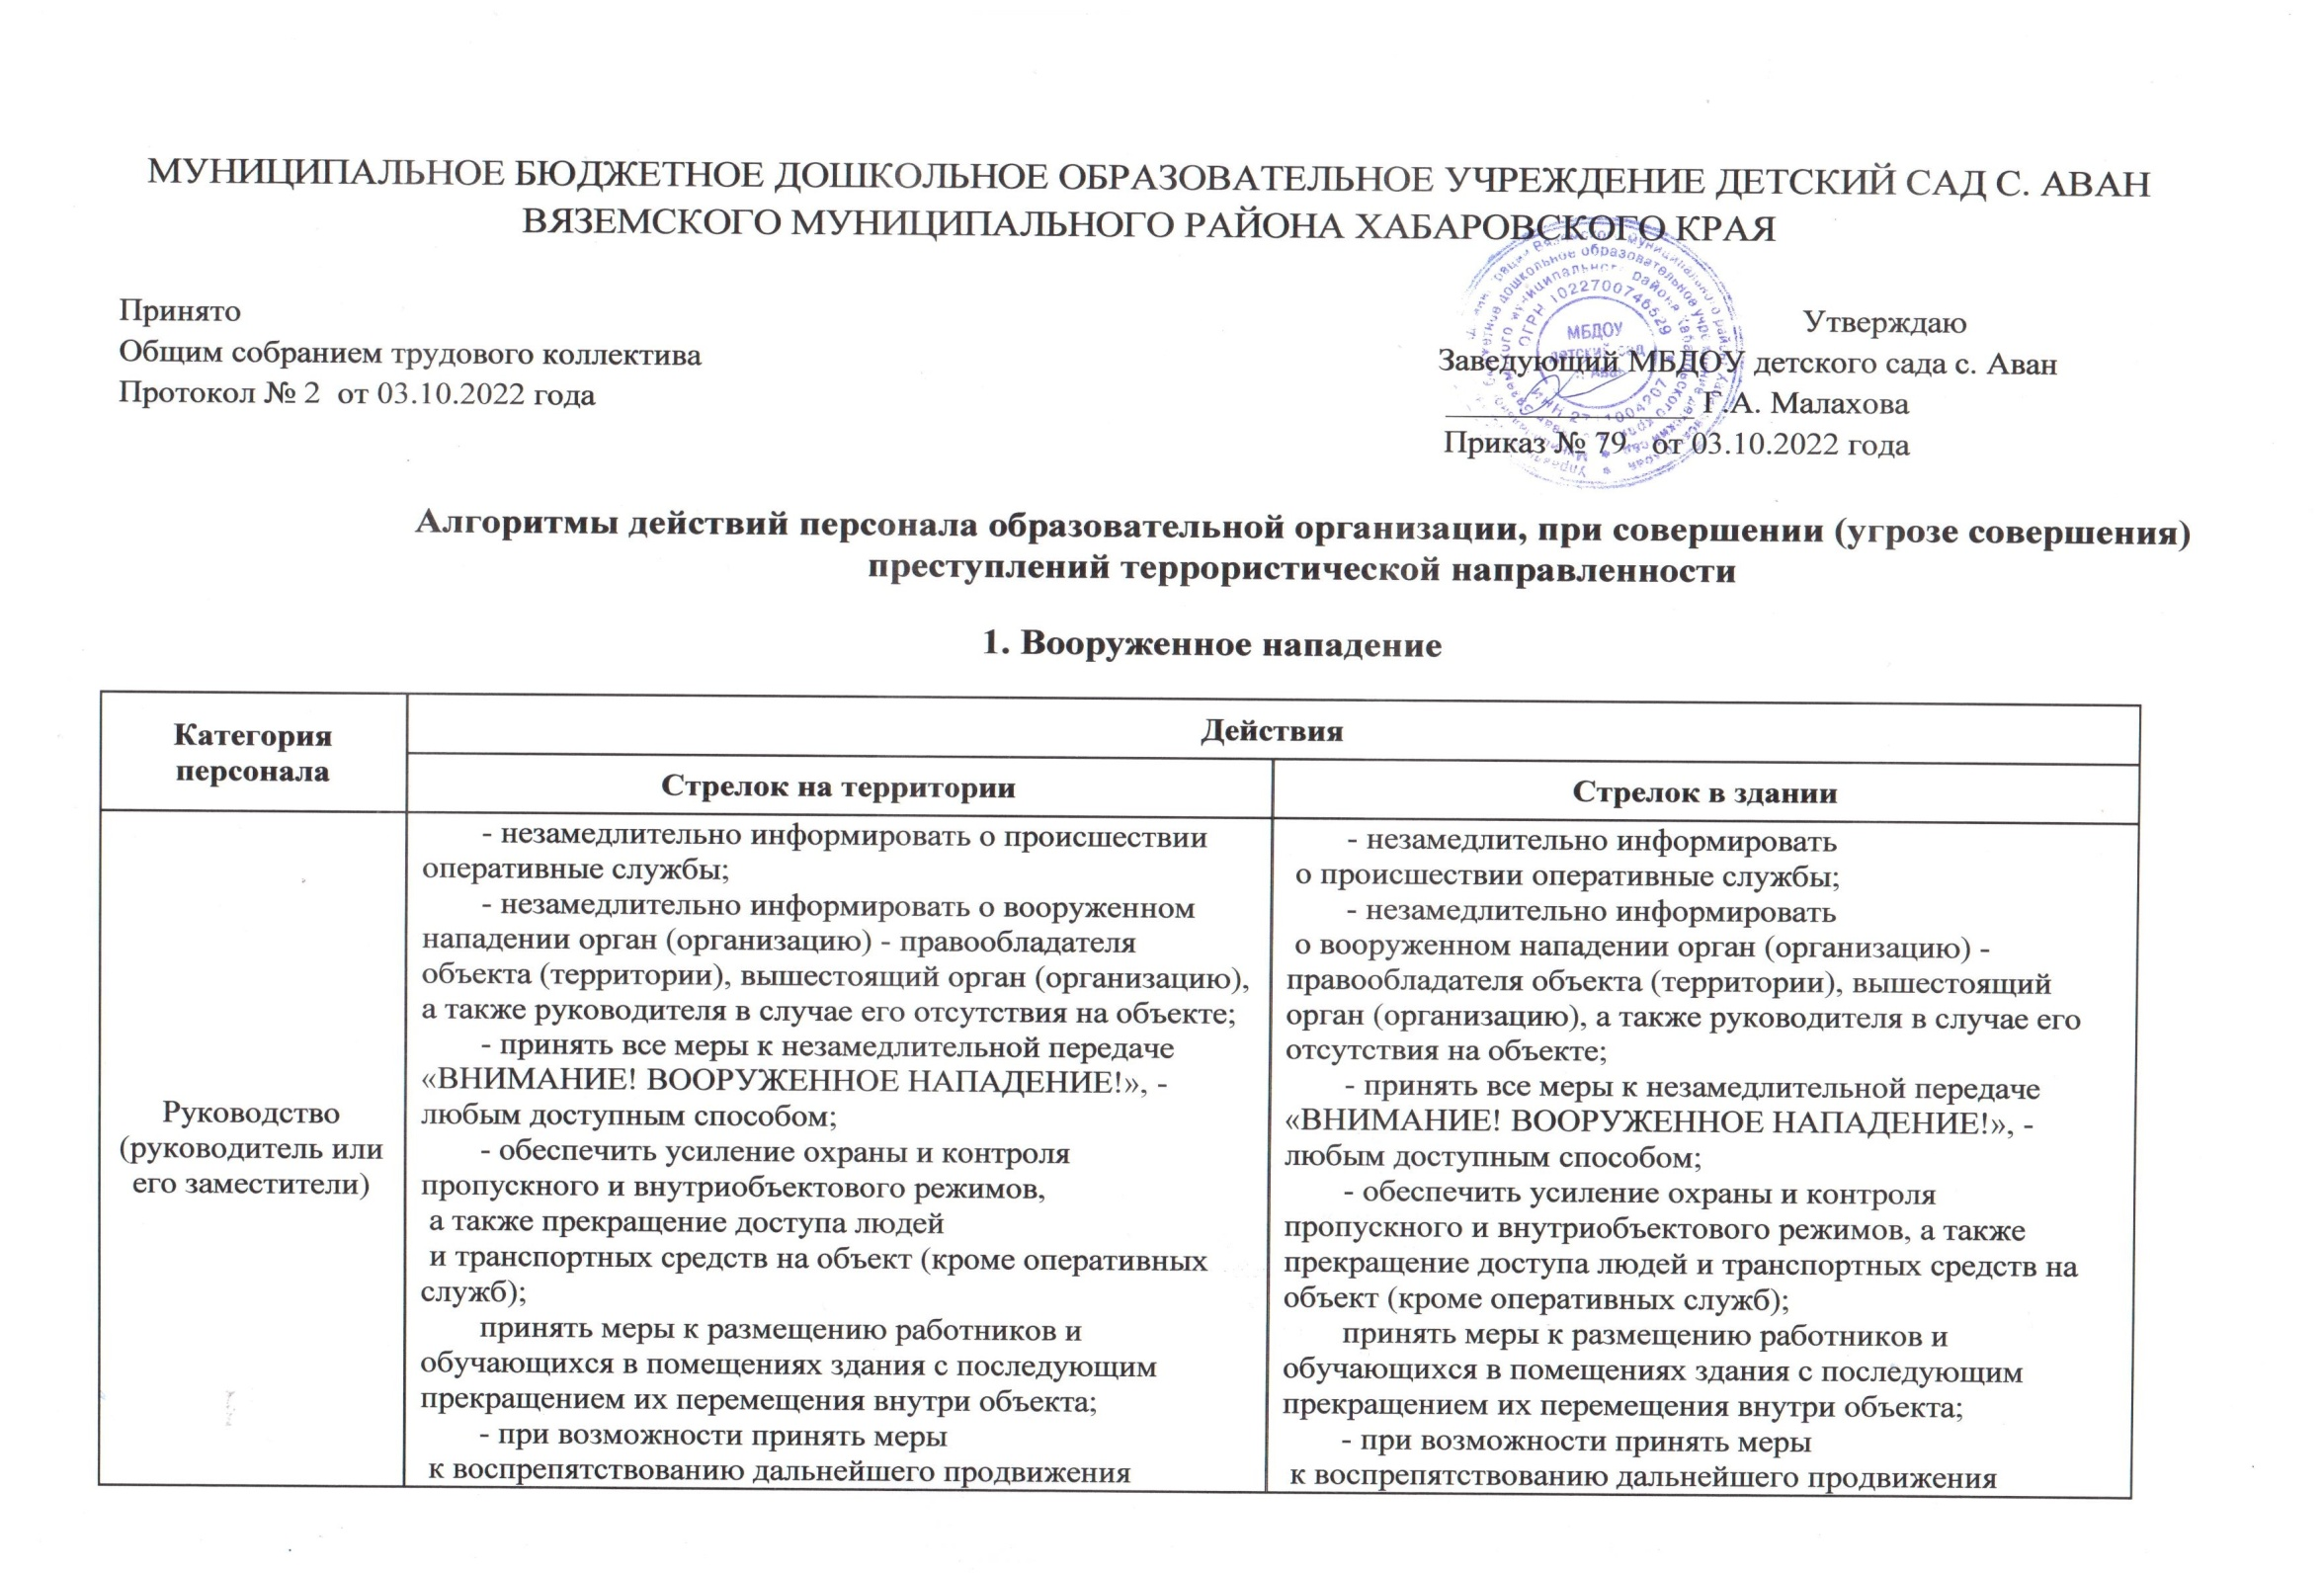 МУНИЦИПАЛЬНОЕ БЮДЖЕТНОЕ ДОШКОЛЬНОЕ ОБРАЗОВАТЕЛЬНОЕ УЧРЕЖДЕНИЕ ДЕТСКИЙ САД С. АВАН
ВЯЗЕМСКОГО МУНИЦИПАЛЬНОГО РАЙОНА ХАБАРОВСКОГО КРАЯ
Принято
Общим собранием трудового коллектива
Протокол № 2 от 03.10.2022 года
Утверждаю
Заведующий МБДОУ детского сада с. Аван
Г.А. Малахова
Приказ № 79 от 03.10.2022 года
ОГРН 1022700746529
МБДОУ
детский сад
Алгоритмы действий персонала образовательной организации, при совершении (угрозе совершения)
преступлений террористической направленности
1. Вооруженное нападение
Категория
персонала
Действия
Стрелок на территории
Стрелок в здании
Руководство
(руководитель или
его заместители)
- незамедлительно информировать о происшествии
оперативные службы;
- незамедлительно информировать о вооруженном
нападении орган (организацию) - правообладателя
объекта (территории), вышестоящий орган (организацию),
а также руководителя в случае его отсутствия на объекте;
- принять все меры к незамедлительной передаче
«ВНИМАНИЕ! ВООРУЖЕННОЕ НАПАДЕНИЕ!», -
любым доступным способом;
- обеспечить усиление охраны и контроля
пропускного и внутриобъектового режимов,
а также прекращение доступа людей
и транспортных средств на объект (кроме оперативных
служб);
принять меры к размещению работников и
обучающихся в помещениях здания с последующим
прекращением их перемещения внутри объекта;
- при возможности принять меры
к воспрепятствованию дальнейшего продвижения
- незамедлительно информировать
о происшествии оперативные службы;
- незамедлительно информировать
о вооруженном нападении орган (организацию) -
правообладателя объекта (территории), вышестоящий
орган (организацию), а также руководителя в случае его
отсутствия на объекте;
- принять все меры к незамедлительной передаче
«ВНИМАНИЕ! ВООРУЖЕННОЕ НАПАДЕНИЕ!», -
любым доступным способом;
- обеспечить усиление охраны и контроля
пропускного и внутриобъектового режимов, а также
прекращение доступа людей и транспортных средств на
объект (кроме оперативных служб);
принять меры к размещению работников и
обучающихся в помещениях здания с последующим
прекращением их перемещения внутри объекта;
- при возможности принять меры
к воспрепятствованию дальнейшего продвижения